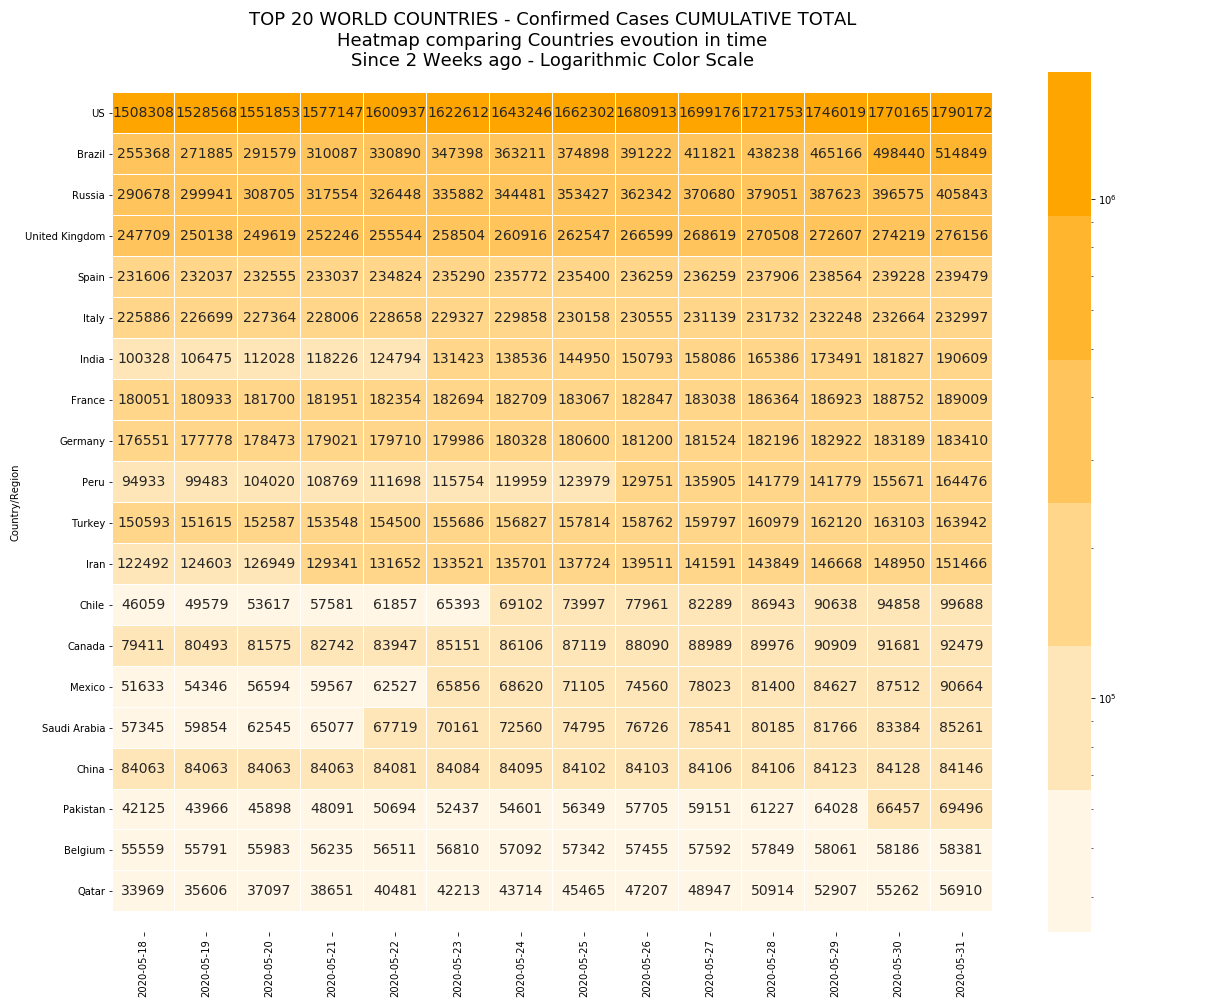 TOP 20 WORLD COUNTRIES - Confirmed Cases CUMULATIVE TOTAL
Heatmap comparing Countries evoution in time
Since 2 Weeks ago - Logarithmic Color Scale
US 1508308 1528568 1551853 1577147 1600937 1622612 1643246 1662302 1680913 1699176 1721753 1746019 1770165 1790172
Brazil 255368 271885 291579 310087 330890 347398 363211 374898 391222 411821 438238 465166 498440 514849
Russia 290678 299941 308705 317554 326448 335882 344481 353427 362342 370680 379051 387623 396575 405843
10⁶
United Kingdom 247709 250138 249619 252246 255544 258504 260916 262547 266599 268619 270508 272607 274219 276156
Spain 231606 232037 232555 233037 234824 235290 235772 235400 236259 236259 237906 238564 239228 239479
Italy 225886 226699 227364 228006 228658 229327 229858 230158 230555 231139 231732 232248 232664 232997
India 100328 106475 112028 118226 124794 131423 138536 144950 150793 158086 165386 173491 181827 190609
France 180051 180933 181700 181951 182354 182694 182709 183067 182847 183038 186364 186923 188752 189009
Germany 176551 177778 178473 179021 179710 179986 180328 180600 181200 181524 182196 182922 183189 183410
Peru 94933 99483 104020 108769 111698 115754 119959 123979 129751 135905 141779 141779 155671 164476
Country/Region
Turkey 150593 151615 152587 153548 154500 155686 156827 157814 158762 159797 160979 162120 163103 163942
Iran 122492 124603 126949 129341 131652 133521 135701 137724 139511 141591 143849 146668 148950 151466
Chile 46059 49579 53617 57581 61857 65393 69102 73997 77961 82289 86943 90638 94858 99688
Canada 79411 80493 81575 82742 83947 85151 86106 87119 88090 88989 89976 90909 91681 92479
Mexico 51633 54346 56594 59567 62527 65856 68620 71105 74560 78023 81400 84627 87512 90664
10⁵
Saudi Arabia 57345 59854 62545 65077 67719 70161 72560 74795 76726 78541 80185 81766 83384 85261
China 84063 84063 84063 84063 84081 84084 84095 84102 84103 84106 84106 84123 84128 84146
Pakistan 42125 43966 45898 48091 50694 52437 54601 56349 57705 59151 61227 64028 66457 69496
Belgium 55559 55791 55983 56235 56511 56810 57092 57342 57455 57592 57849 58061 58186 58381
Qatar 33969 35606 37097 38651 40481 42213 43714 45465 47207 48947 50914 52907 55262 56910
2020-05-18 2020-05-19 2020-05-20 2020-05-21 2020-05-22 2020-05-23 2020-05-24 2020-05-25 2020-05-26 2020-05-27 2020-05-28 2020-05-29 2020-05-30 2020-05-31